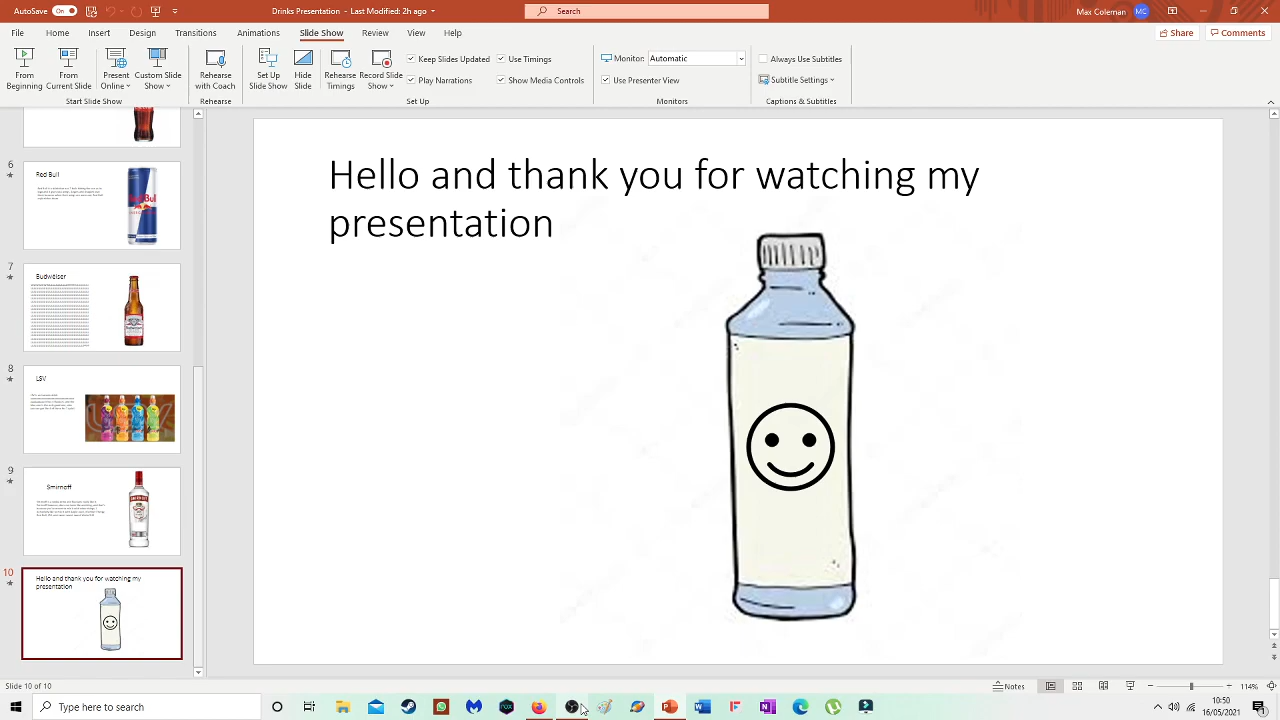 AutoSave On
Drinks Presentation - Last Modified: 2h ago
Search
Max Coleman MC
File Home Insert Design Transitions Animations Slide Show Review View Help
Share Comments
From Beginning
From Current Slide
Present Online
Custom Slide Show
Start Slide Show
Rehearse with Coach
Rehearse
Set Up Slide Show
Hide Slide
Rehearse Timings
Record Slide Show
Keep Slides Updated
Play Narrations
Use Timings
Show Media Controls
Set Up
Monitor: Automatic
Use Presenter View
Monitors
Always Use Subtitles
Subtitle Settings
Captions & Subtitles
6
Red Bull
7
Budweiser
8
LSV
9
Smirnoff
10
Hello and thank you for watching my
presentation
Hello and thank you for watching my
presentation
Slide 10 of 10
Notes
114%
Type here to search
10:50
16/05/2021